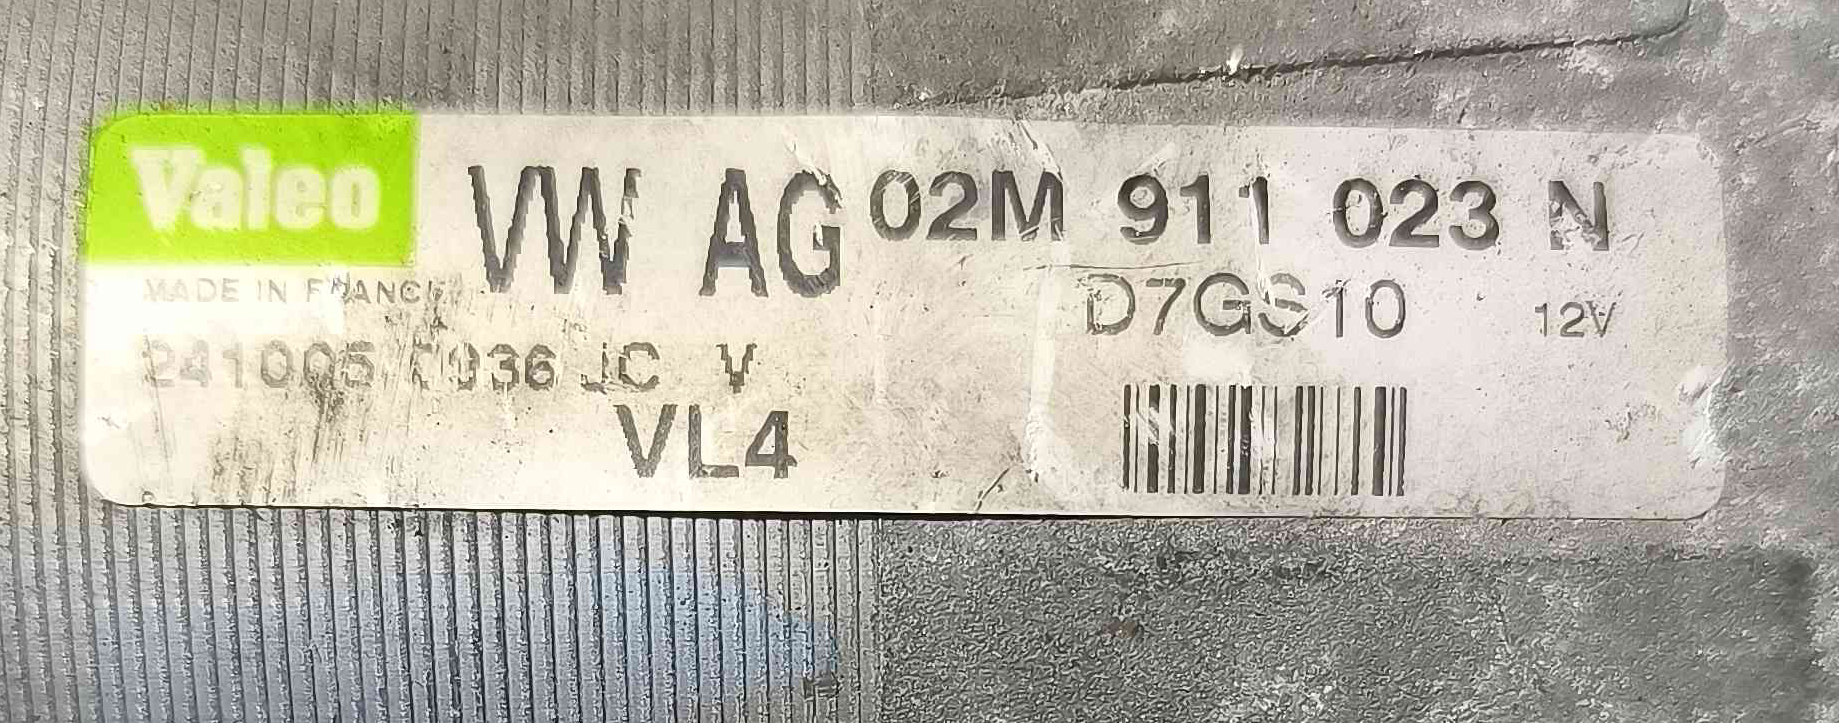 Valeo
VW AG 02M 911 023 N
MADE IN FRANCE
D7GS10 12V
241005 0936 JC V
VL4